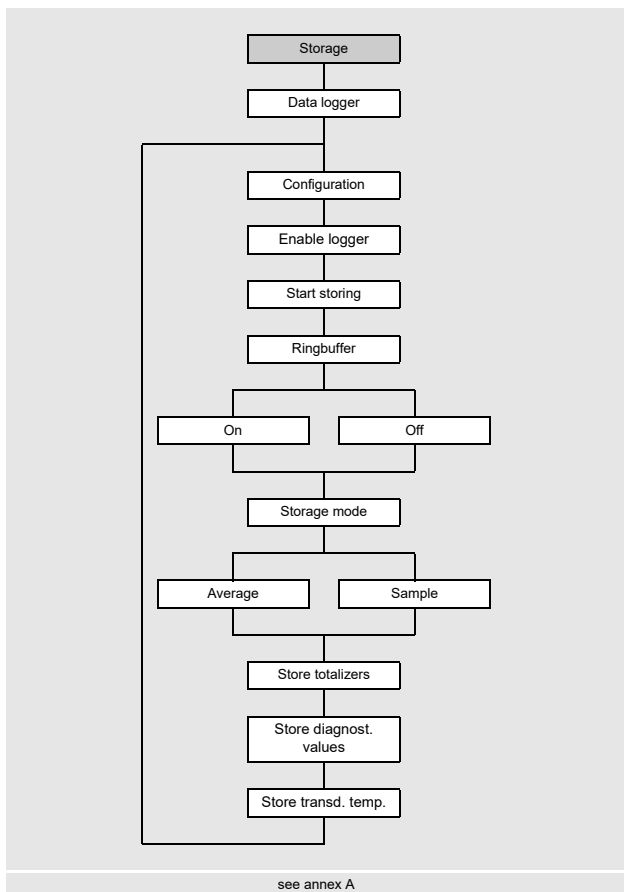 Storage
Data logger
Configuration
Enable logger
Start storing
Ringbuffer
On
Off
Storage mode
Average
Sample
Store totalizers
Store diagnost.
values
Store transd. temp.
see annex A